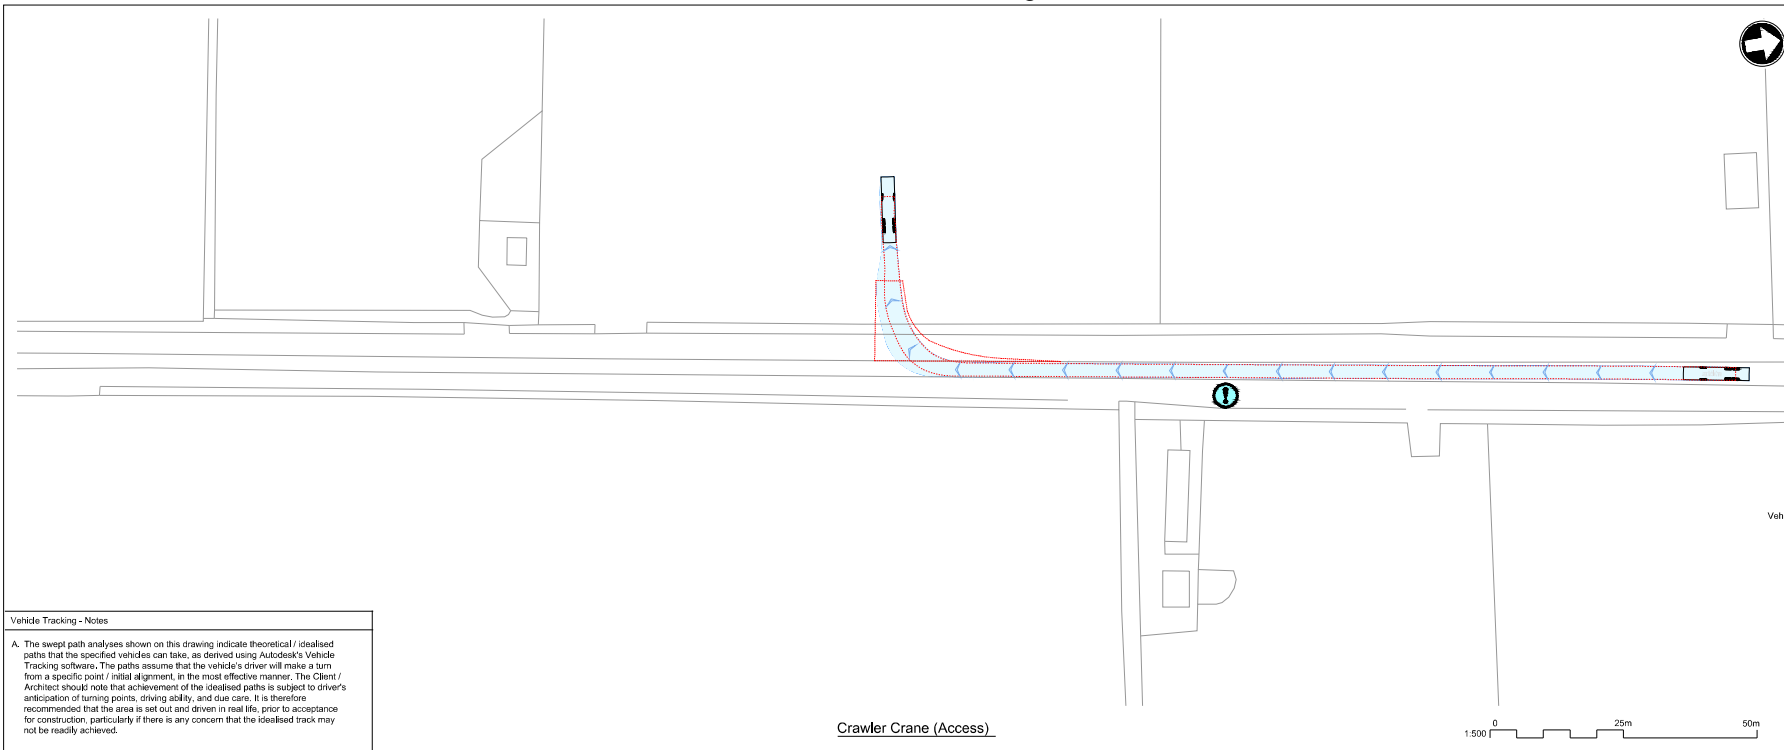 Veh
Vehicle Tracking - Notes
A. The swept path analyses shown on this drawing indicate theoretical / idealised
paths that the specified vehicles can take, as derived using Autodesk's Vehicle
Tracking software. The paths assume that the vehicle's driver will make a turn
from a specific point / initial alignment, in the most effective manner. The Client /
Architect should note that achievement of the idealised paths is subject to driver's
anticipation of turning points, driving ability, and due care. It is therefore
recommended that the area is set out and driven in real life, prior to acceptance
for construction, particularly if there is any concern that the idealised track may
not be readily achieved.
Crawler Crane (Access)
1:500
0 25m 50m